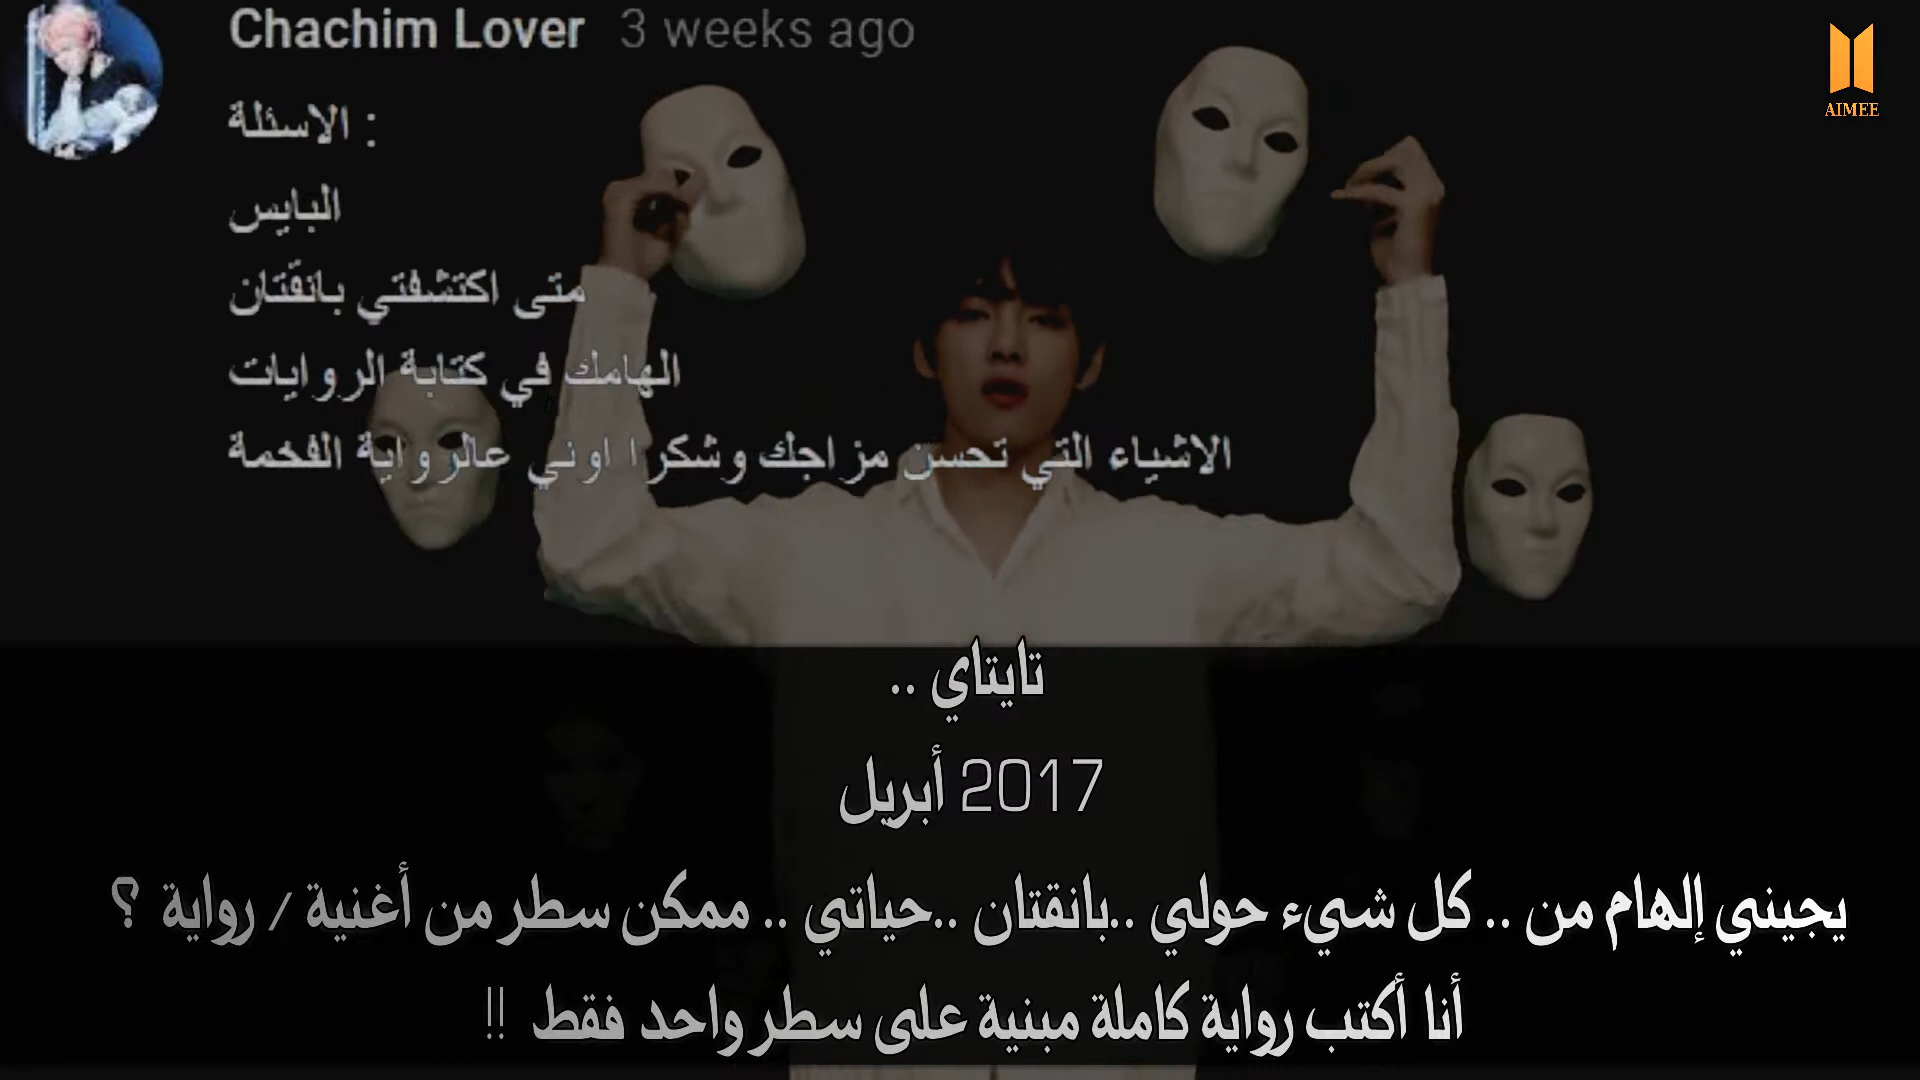 Chachim Lover 3 weeks ago
الاسئلة :
البايس
متى اكتشفتي بانقتان
الهامك في كتابة الروايات
الاشياء التي تحسن مزاجك وشكرا اوني عالرواية الفخمة
AIMEE
تايتاي ..
2017 أبريل
يجيني إلهام من .. كل شيء حولي ..بانقتان ..حياتي .. ممكن سطر من أغنية / رواية ؟
أنا أكتب رواية كاملة مبنية على سطر واحد فقط !!